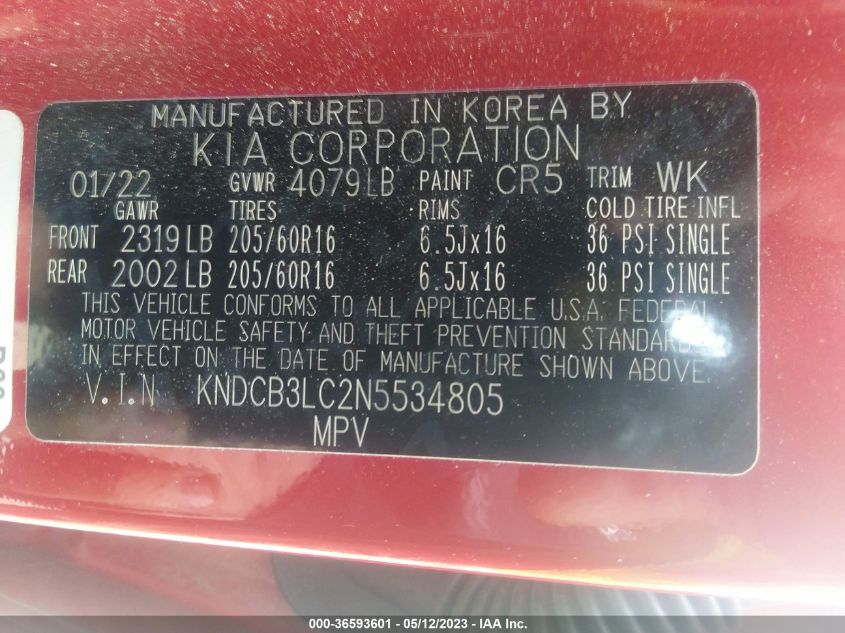 MANUFACTURED IN KOREA BY
KIA CORPORATION
01/22 GVWR 4079LB PAINT CR5 TRIM WK
GAWR TIRES RIMS COLD TIRE INFL
FRONT 2319LB 205/60R16 6.5Jx16 36 PSI SINGLE
REAR 2002LB 205/60R16 6.5Jx16 36 PSI SINGLE
THIS VEHICLE CONFORMS TO ALL APPLICABLE U.S.A. FEDERAL
MOTOR VEHICLE SAFETY AND THEFT PREVENTION STANDARDS
IN EFFECT ON THE DATE OF MANUFACTURE SHOWN ABOVE.
V.I.N KNDCB3LC2N5534805
MPV
000-36593601 - 05/12/2023 - IAA Inc.